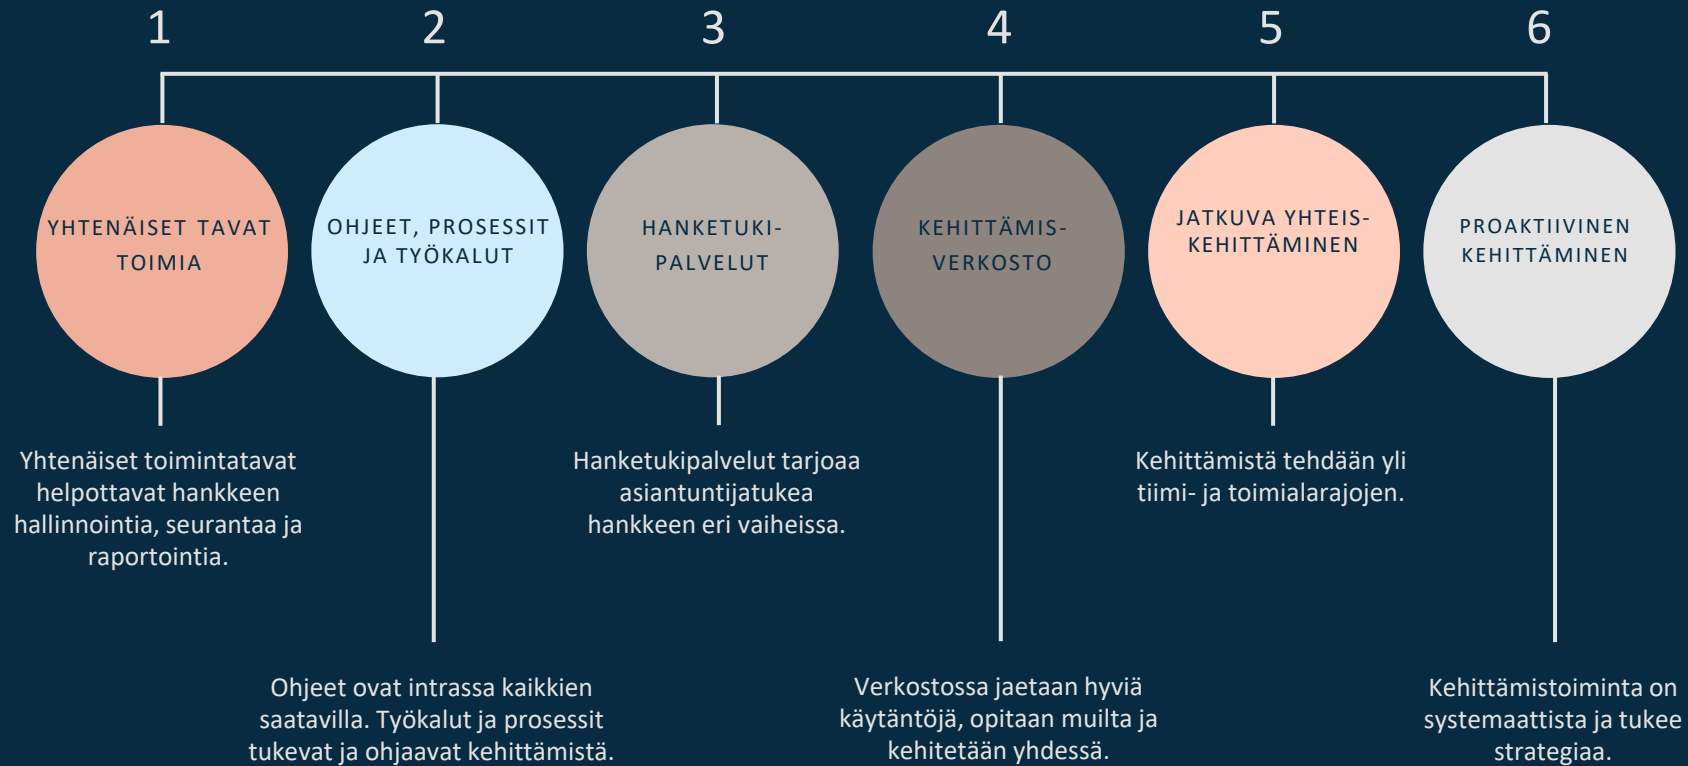 1
2
3
4
5
6
YHTENÄISET TAVAT
TOIMIA
OHJEET, PROSESSIT
JA TYÖKALUT
HANKETUKI-
PALVELUT
KEHITTÄMIS-
VERKOSTO
JATKUVA YHTEIS-
KEHITTÄMINEN
PROAKTIIVINEN
KEHITTÄMINEN
Yhtenäiset toimintatavat
helpottavat hankkeen
hallinnointia, seurantaa ja
raportointia.
Ohjeet ovat intrassa kaikkien
saatavilla. Työkalut ja prosessit
tukevat ja ohjaavat kehittämistä.
Hanketukipalvelut tarjoaa
asiantuntijatukea
hankkeen eri vaiheissa.
Verkostossa jaetaan hyviä
käytäntöjä, opitaan muilta ja
kehitetään yhdessä.
Kehittämistä tehdään yli
tiimi- ja toimialarajojen.
Kehittämistoiminta on
systemaattista ja tukee
strategiaa.